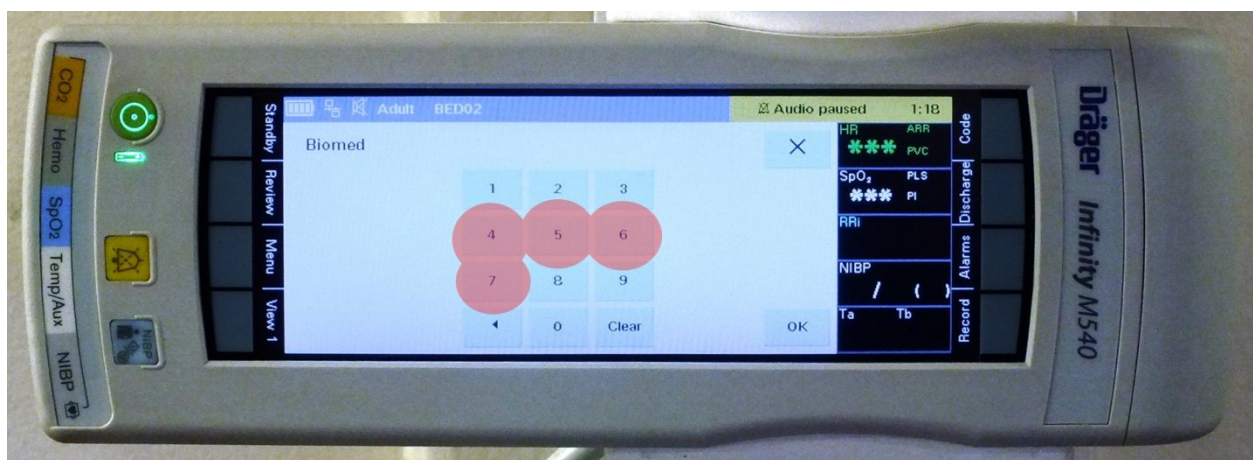 CO2
Hemo
SpO2
Temp/Aux
NIBP
NIBP
Standby
Review
Menu
View 1
Adult BED02
Audio paused 1:18
Biomed
×
1 2 3
4 5 6
7 8 9
0 Clear
OK
HR ARR
*** PVC
SpO₂ PLS
*** PI
RRi
NIBP
/ ( )
Ta Tb
Code
Discharge
Alarms
Record
Dräger Infinity M540